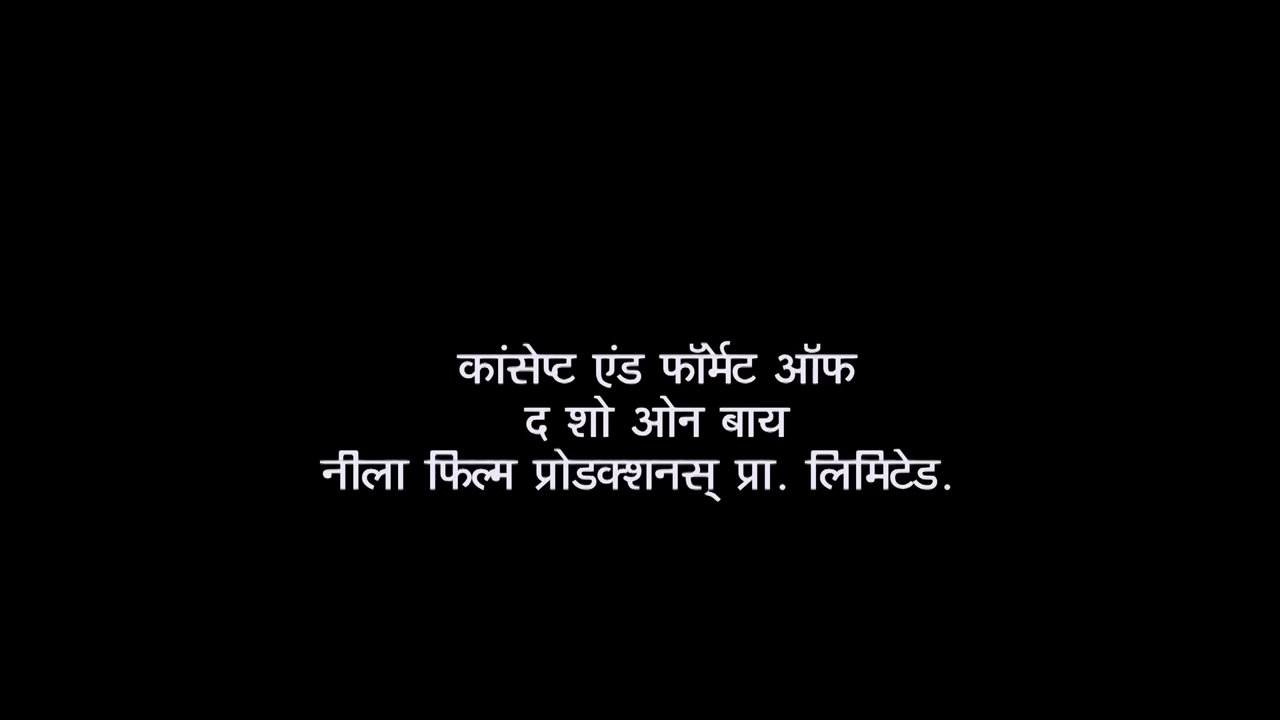 कांसेप्ट एंड फॉर्मेट ऑफ
द शो ओन बाय
नीला फिल्म प्रोडक्शनस् प्रा. लिमिटेड.